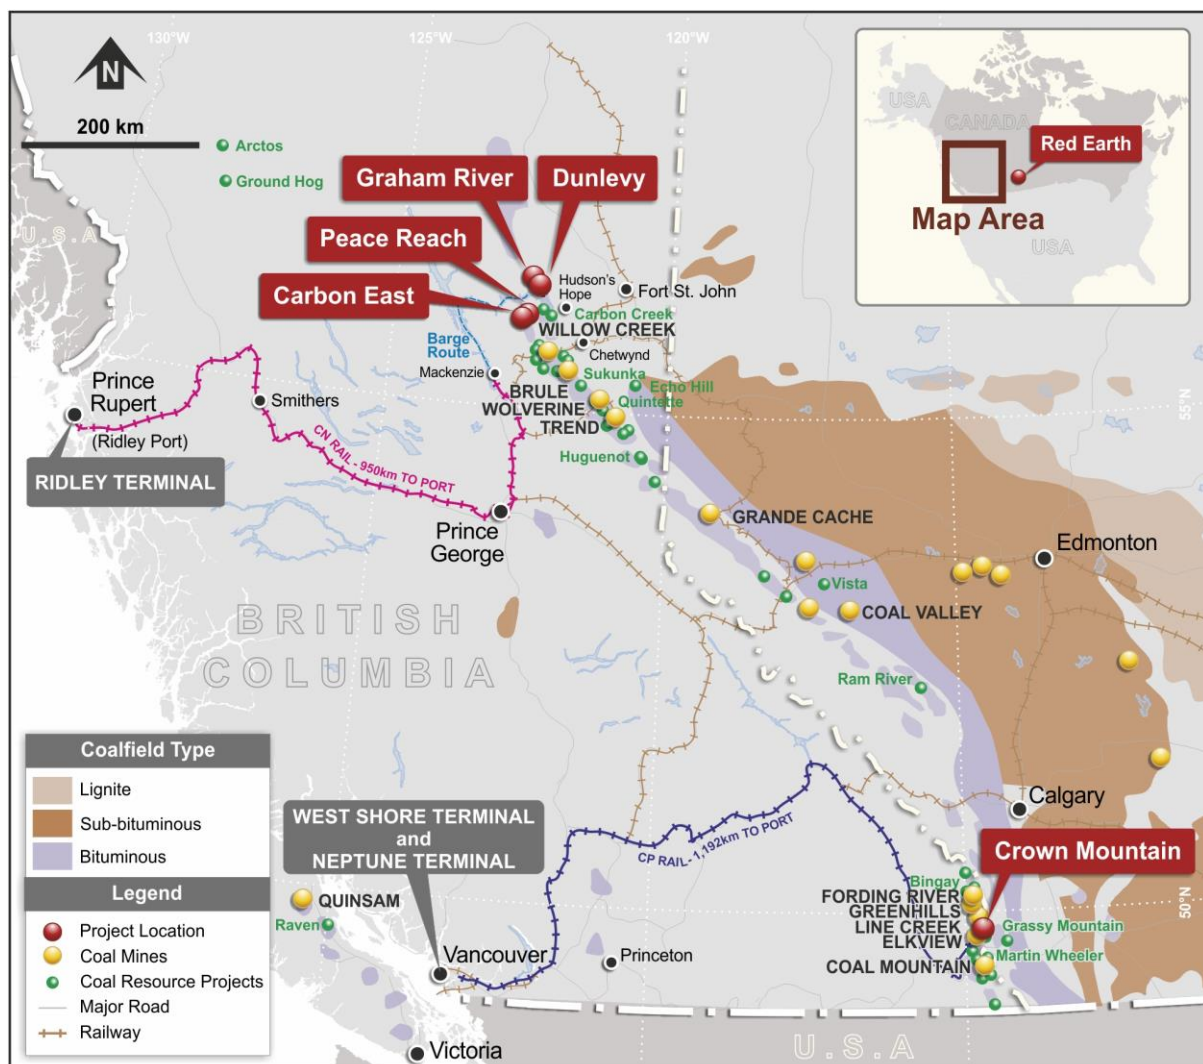 130°W
125°W
120°W
N
200 km
Arctos
Ground Hog
Graham River
Dunlevy
Peace Reach
Carbon East
USA
CANADA
Red Earth
Map Area
USA
U.S.A
Hudson's
Hope
Fort St. John
Carbon Creek
WILLOW CREEK
Barge
Route
Chetwynd
Mackenzie
Sukunka
Echo Hill
BRULE
Quintette
WOLVERINE
TREND
55°N
Prince
Rupert
(Ridley Port)
Smithers
RIDLEY TERMINAL
CN RAIL - 950km TO PORT
Huguenot
Prince
George
GRANDE CACHE
Edmonton
Vista
COAL VALLEY
BRITISH
COLUMBIA
Ram River
Coalfield Type
Lignite
Sub-bituminous
Bituminous
Legend
Project Location
Coal Mines
Coal Resource Projects
Major Road
Railway
WEST SHORE TERMINAL
and
NEPTUNE TERMINAL
CP RAIL - 1,192km TO PORT
Calgary
Crown Mountain
Bingay
FORDING RIVER
GREENHILLS
LINE CREEK
ELKVIEW
COAL MOUNTAIN
50°N
Grassy Mountain
Martin Wheeler
QUINSAM
Raven
Vancouver
Princeton
Victoria
U.S.A